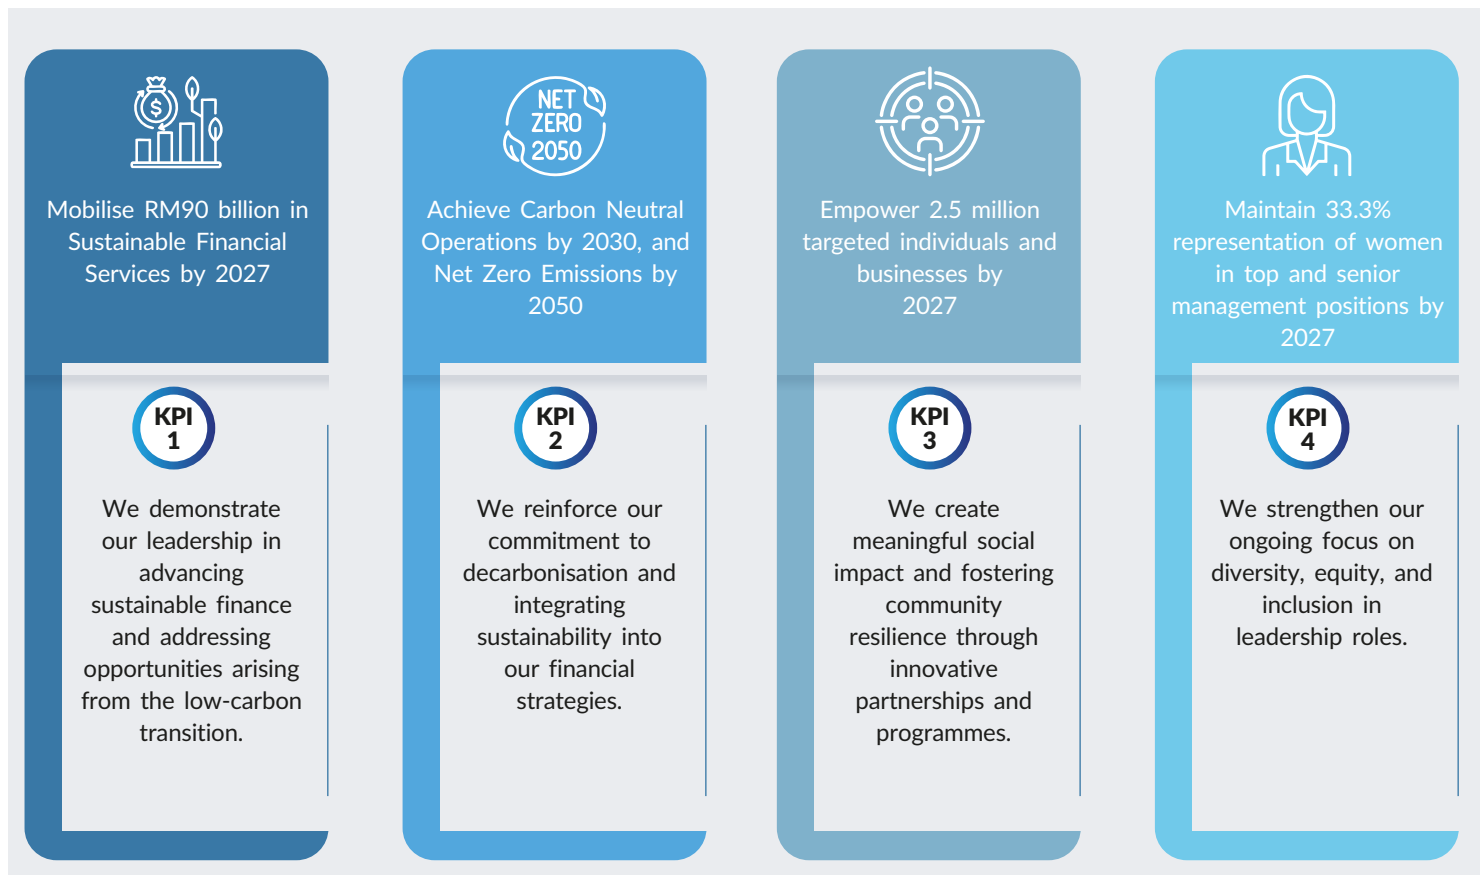 Mobilise RM90 billion in
Sustainable Financial
Services by 2027
KPI
1
We demonstrate
our leadership in
advancing
sustainable finance
and addressing
opportunities arising
from the low-carbon
transition.
NET
ZERO
2050
Achieve Carbon Neutral
Operations by 2030, and
Net Zero Emissions by
2050
KPI
2
We reinforce our
commitment to
decarbonisation and
integrating
sustainability into
our financial
strategies.
Empower 2.5 million
targeted individuals and
businesses by
2027
KPI
3
We create
meaningful social
impact and fostering
community
resilience through
innovative
partnerships and
programmes.
Maintain 33.3%
representation of women
in top and senior
management positions by
2027
KPI
4
We strengthen our
ongoing focus on
diversity, equity, and
inclusion in
leadership roles.